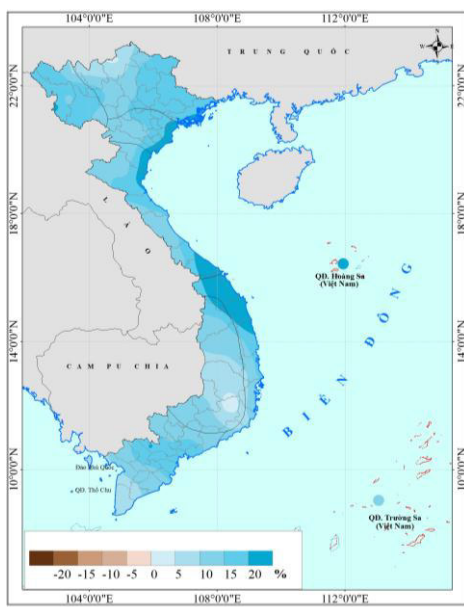 104°0'0"E 108°0'0"E 112°0'0"E
TRUNG QUỐC
N
W E
S
22°0'0"N
22°0'0"N
LÀO
18°0'0"N
18°0'0"N
QĐ. Hoàng Sa
(Việt Nam)
BIỂN ĐÔNG
14°0'0"N
14°0'0"N
CAM PU CHIA
10°0'0"N
10°0'0"N
Đảo Phú Quốc
QĐ. Thổ Chu
QĐ. Trường Sa
(Việt Nam)
-20 -15 -10 -5 0 5 10 15 20 %
104°0'0"E 108°0'0"E 112°0'0"E